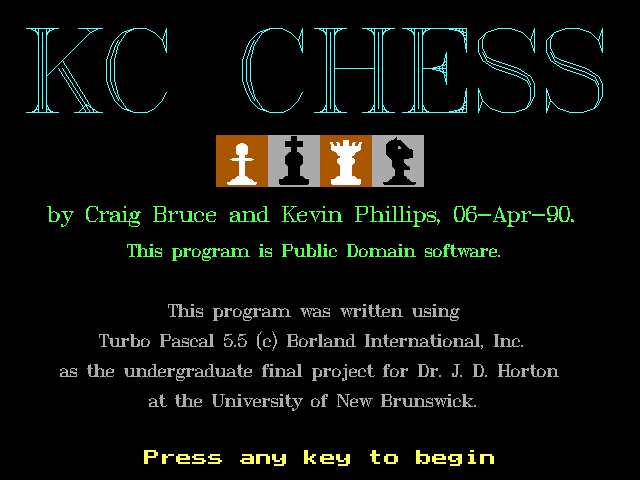 KC CHESS
by Craig Bruce and Kevin Phillips, 06-Apr-90.
This program is Public Domain software.
This program was written using
Turbo Pascal 5.5 (c) Borland International, Inc.
as the undergraduate final project for Dr. J. D. Horton
at the University of New Brunswick.
Press any key to begin